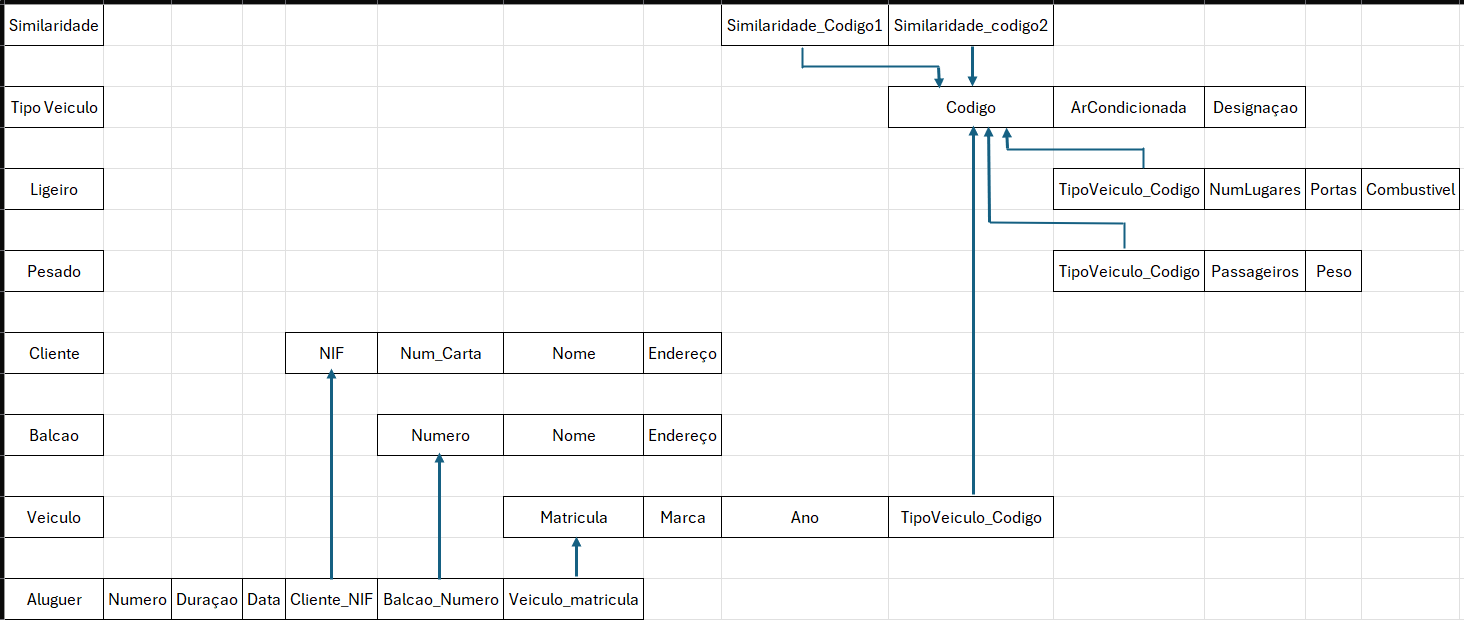 Similaridade Similaridade_Codigo1 Similaridade_codigo2
Tipo Veiculo Codigo ArCondicionada Designaçao
Ligeiro TipoVeiculo_Codigo NumLugares Portas Combustivel
Pesado TipoVeiculo_Codigo Passageiros Peso
Cliente NIF Num_Carta Nome Endereço
Balcao Numero Nome Endereço
Veiculo Matricula Marca Ano TipoVeiculo_Codigo
Aluguer Numero Duraçao Data Cliente_NIF Balcao_Numero Veiculo_matricula